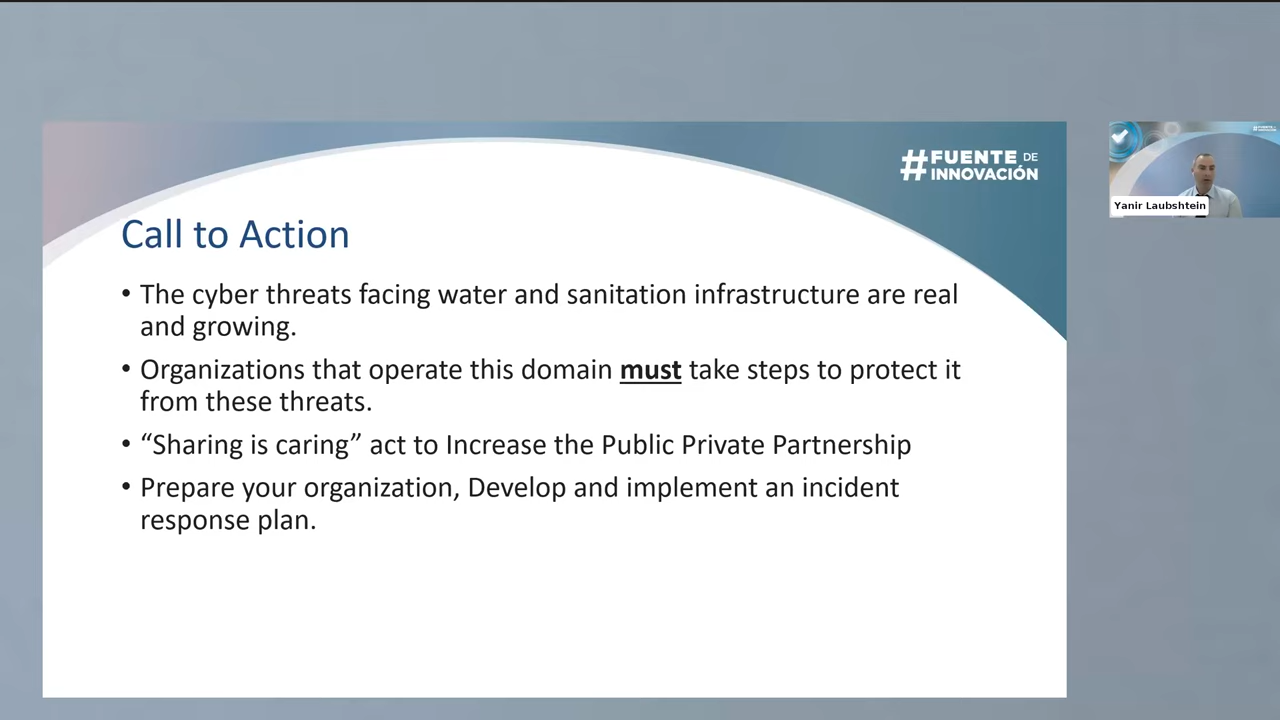 #FUENTE DE
INNOVACIÓN
Call to Action
• The cyber threats facing water and sanitation infrastructure are real
and growing.
• Organizations that operate this domain must take steps to protect it
from these threats.
• “Sharing is caring” act to Increase the Public Private Partnership
• Prepare your organization, Develop and implement an incident
response plan.
Yanir Laubshtein